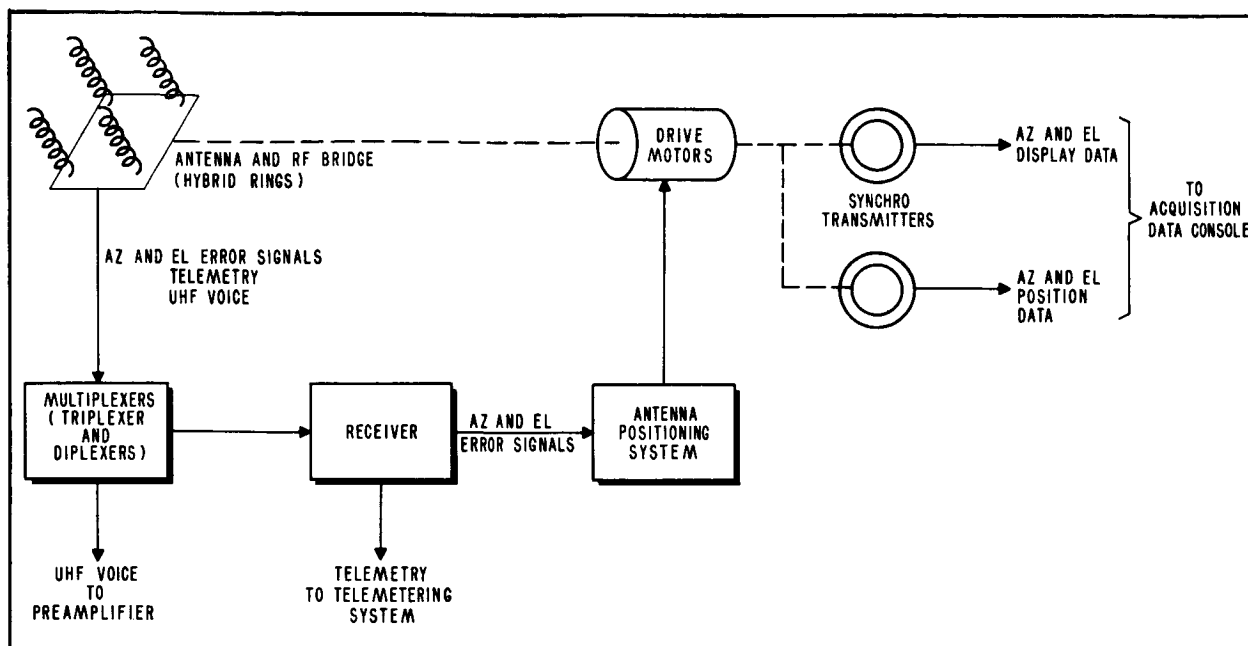 ANTENNA AND RF BRIDGE
(HYBRID RINGS)
DRIVE
MOTORS
SYNCHRO
TRANSMITTERS
AZ AND EL
DISPLAY DATA
AZ AND EL
POSITION
DATA
TO
ACQUISITION
DATA CONSOLE
AZ AND EL ERROR SIGNALS
TELEMETRY
UHF VOICE
MULTIPLEXERS
(TRIPLEXER
AND
DIPLEXERS)
RECEIVER
AZ AND EL
ERROR SIGNALS
ANTENNA
POSITIONING
SYSTEM
UHF VOICE
TO
PREAMPLIFIER
TELEMETRY
TO TELEMETERING
SYSTEM